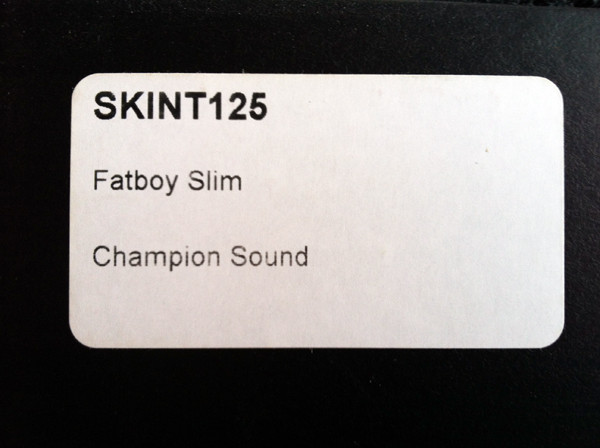 SKINT125
Fatboy Slim
Champion Sound